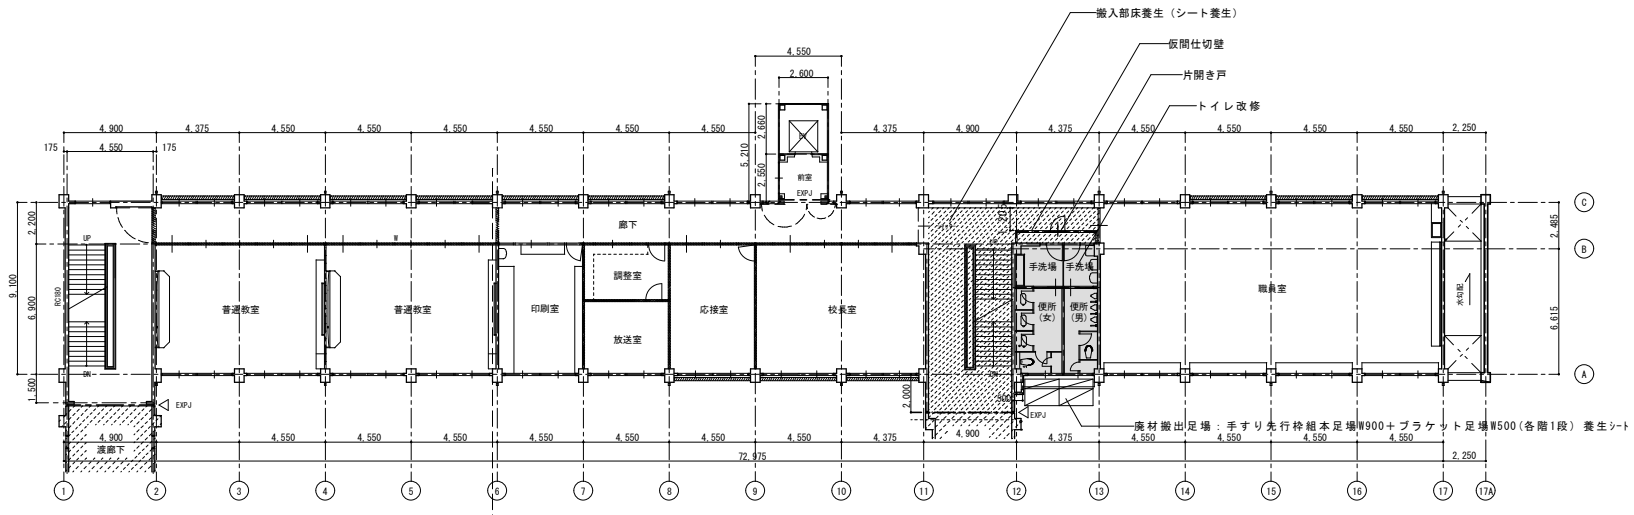 搬入部床養生（シート養生）
仮間仕切壁
片開き戸
トイレ改修
4,550
2,600
4,900 4,375 4,550 4,550 4,550 4,550 4,550 4,375 4,900 4,375 4,550 4,550 4,550 4,550 2,250
175 4,550 175
2,660
5,210
2,550
EV
前室
EXPJ
C
B
A
2,200
9,100
6,900
1,500
2,485
6,615
廊下
UP
W
RC180
DN
普通教室
普通教室
印刷室
調整室
放送室
応接室
校長室
手洗場
手洗場
便所
(女)
便所
(男)
職員室
水勾配
2,000
500
EXPJ
EXPJ
廃材搬出足場：手すり先行枠組本足場W900＋ブラケット足場W500(各階1段) 養生シート
渡廊下
4,900 4,550 4,550 4,550 4,550 4,550 4,550 4,375 4,900 4,375 4,550 4,550 4,550 4,550
72,975 2,250
1 2 3 4 5 6 7 8 9 10 11 12 13 14 15 16 17 17A